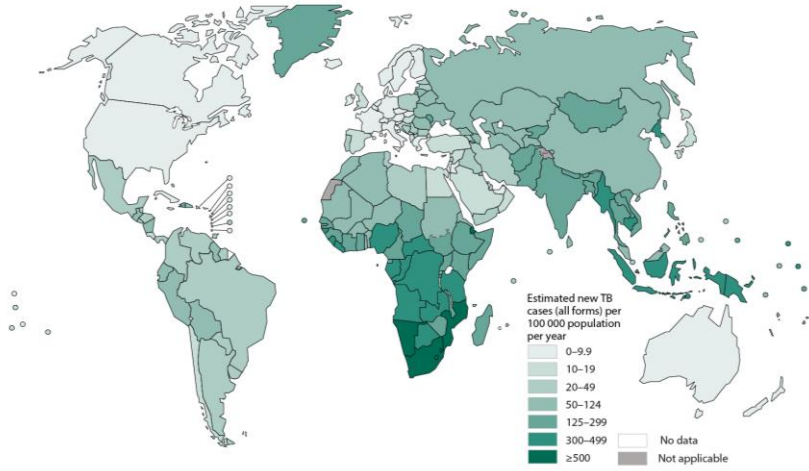 Estimated new TB
cases (all forms) per
100 000 population
per year
0–9.9
10–19
20–49
50–124
125–299
300–499
≥500
No data
Not applicable